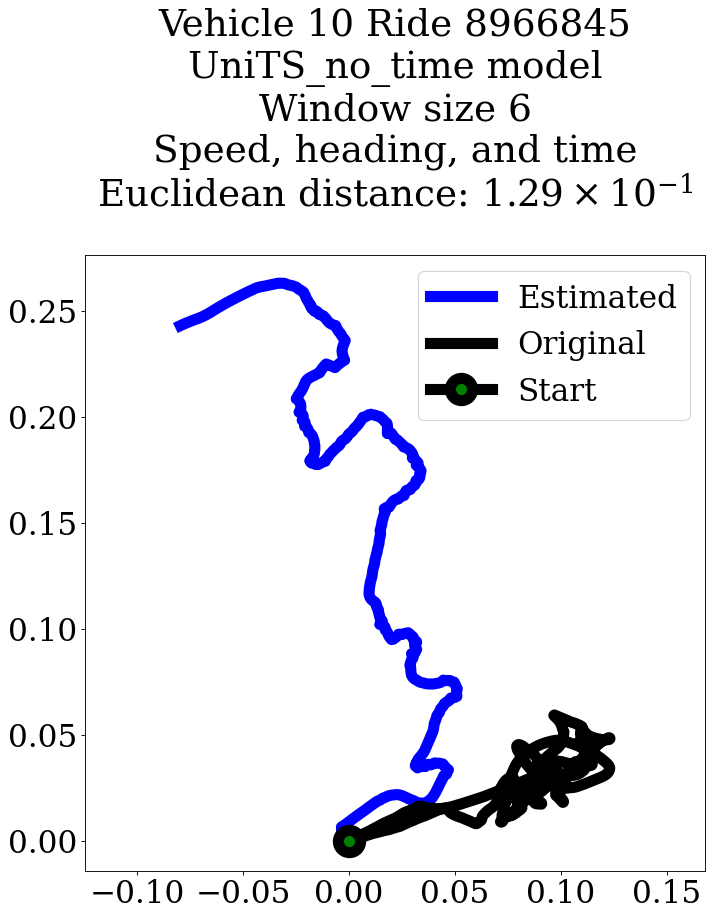 Vehicle 10 Ride 8966845
UniTS_no_time model
Window size 6
Speed, heading, and time
Euclidean distance: 1.29 × 10⁻¹
Estimated
Original
Start
0.25
0.20
0.15
0.10
0.05
0.00
−0.10 −0.05 0.00 0.05 0.10 0.15